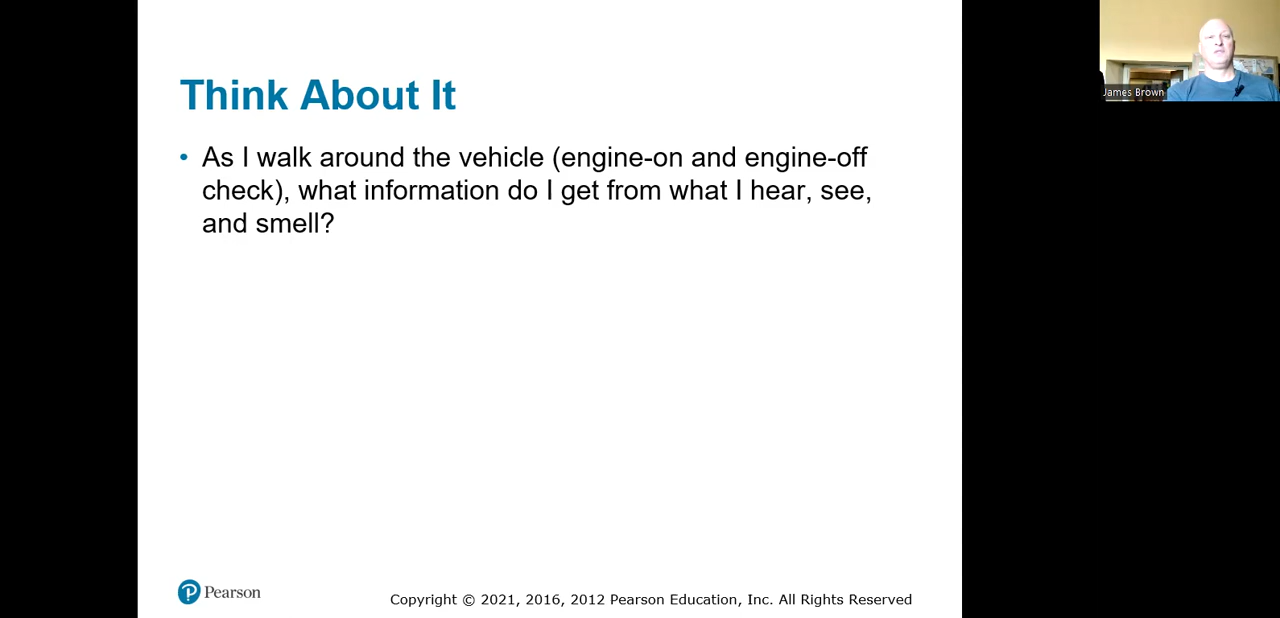 Think About It
• As I walk around the vehicle (engine-on and engine-off
check), what information do I get from what I hear, see,
and smell?
James Brown
Pearson
Copyright © 2021, 2016, 2012 Pearson Education, Inc. All Rights Reserved